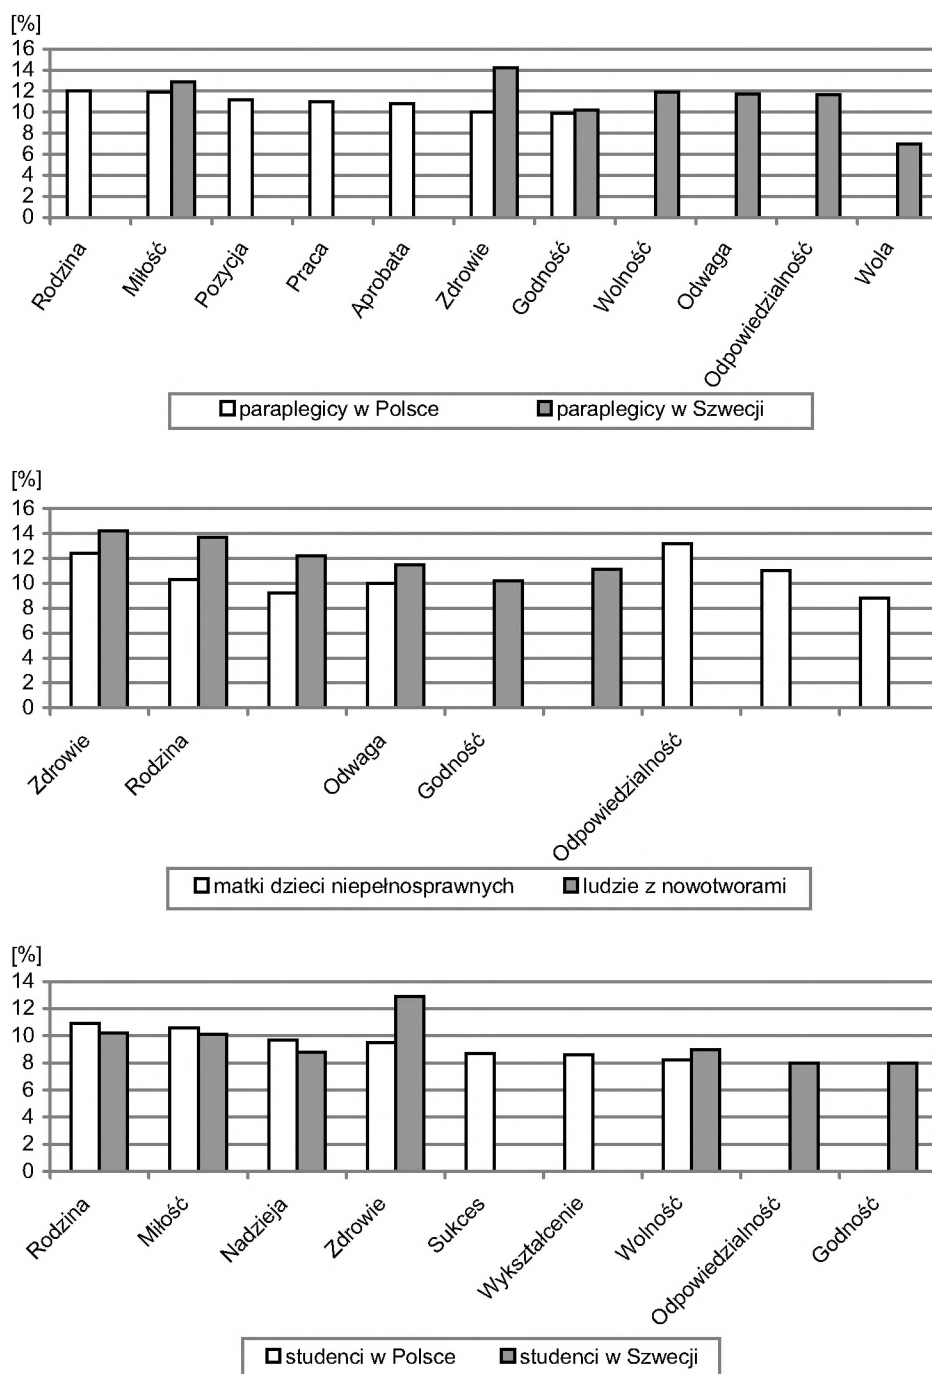 [%]
16
14
12
10
8
6
4
2
0
Rodzina
Miłość
Pozycja
Praca
Aprobata
Zdrowie
Godność
Wolność
Odwaga
Odpowiedzialność
Wola
paraplegicy w Polsce paraplegicy w Szwecji
[%]
16
14
12
10
8
6
4
2
0
Zdrowie
Rodzina
Odwaga
Godność
Odpowiedzialność
matki dzieci niepełnosprawnych ludzie z nowotworami
[%]
14
12
10
8
6
4
2
0
Rodzina
Miłość
Nadzieja
Zdrowie
Sukces
Wykształcenie
Wolność
Odpowiedzialność
Godność
studenci w Polsce studenci w Szwecji